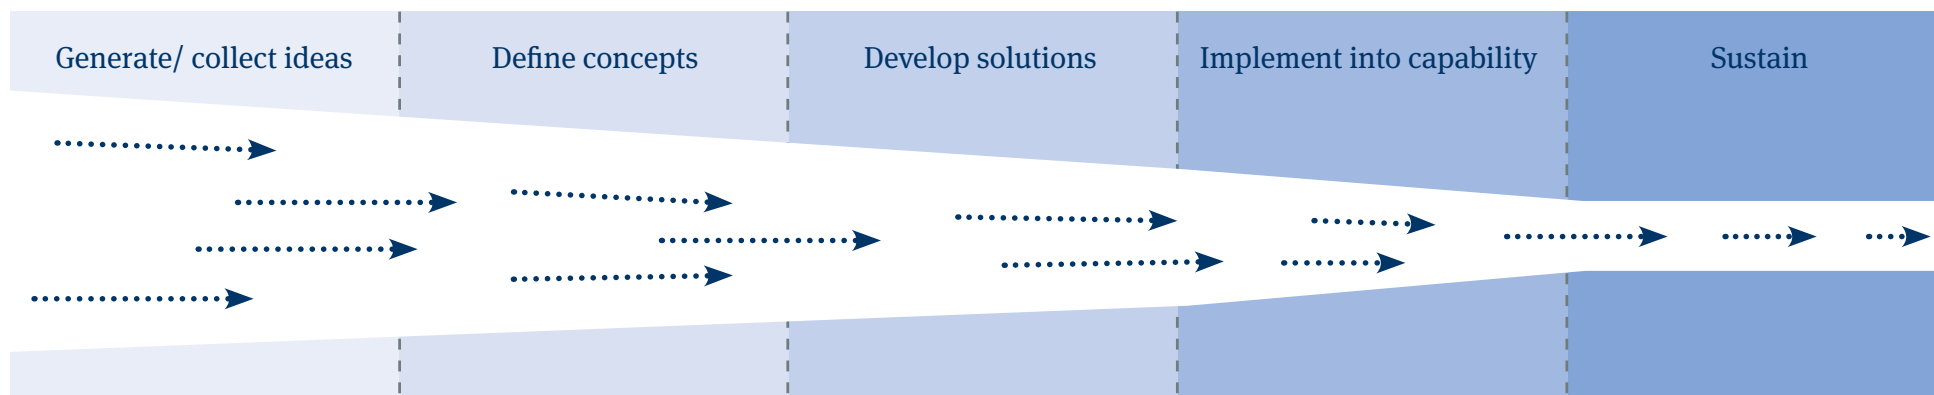 Generate/ collect ideas
Define concepts
Develop solutions
Implement into capability
Sustain